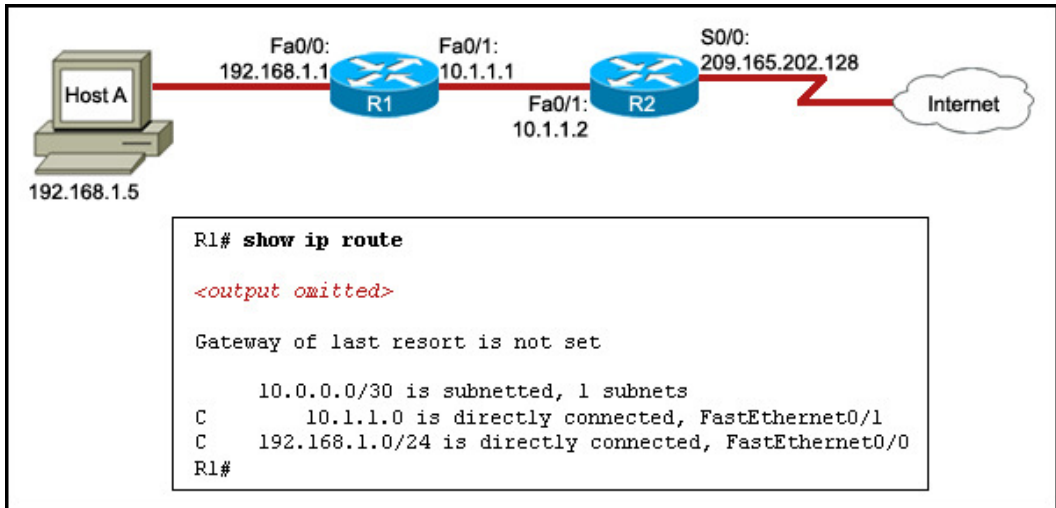 Fa0/0:
192.168.1.1
Fa0/1:
10.1.1.1
S0/0:
209.165.202.128
Host A
R1
Fa0/1:
10.1.1.2
R2
Internet
192.168.1.5
R1# show ip route
<output omitted>
Gateway of last resort is not set
10.0.0.0/30 is subnetted, 1 subnets
C 10.1.1.0 is directly connected, FastEthernet0/1
C 192.168.1.0/24 is directly connected, FastEthernet0/0
R1#